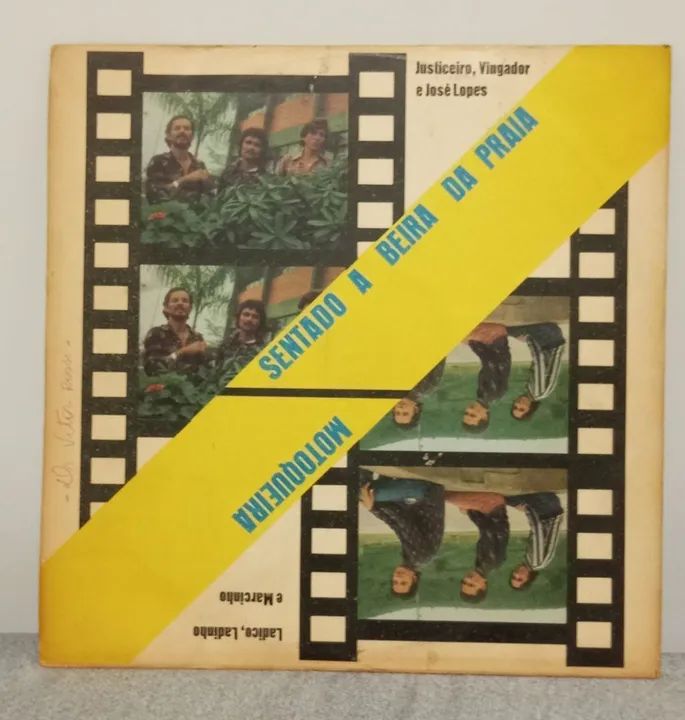 Justiceiro, Vingador
e José Lopes
SENTADO A BEIRA DA PRAIA
MOTOQUEIRA
Ladico, Ladinho
e Marcinho